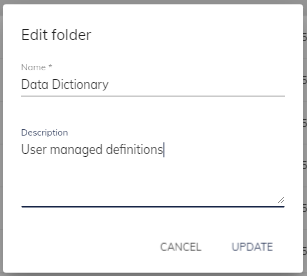 Edit folder
Name *
Data Dictionary
Description
User managed definitions
CANCEL UPDATE